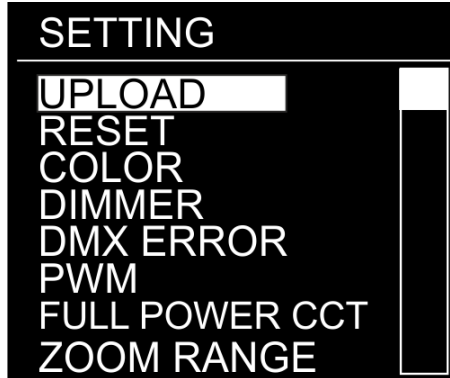 SETTING
UPLOAD
RESET
COLOR
DIMMER
DMX ERROR
PWM
FULL POWER CCT
ZOOM RANGE